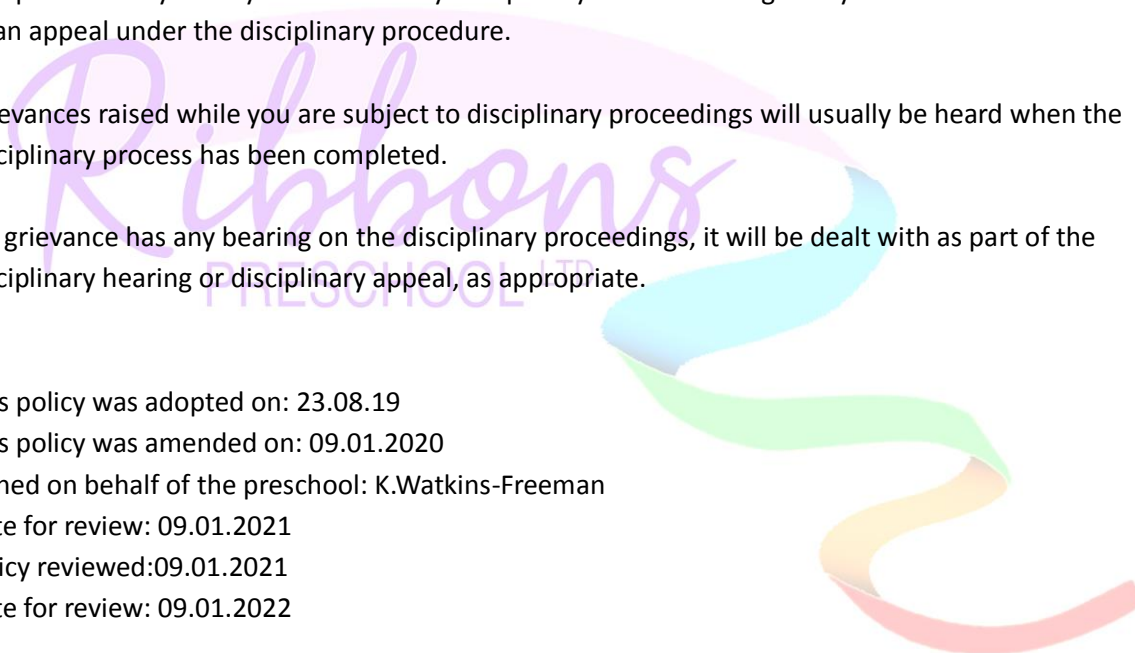 an appeal under the disciplinary procedure.
evances raised while you are subject to disciplinary proceedings will usually be heard when the
ciplinary process has been completed.
Ribbons
grievance has any bearing on the disciplinary proceedings, it will be dealt with as part of the
PRESCHOOL LTD
ciplinary hearing or disciplinary appeal, as appropriate.
s policy was adopted on: 23.08.19
s policy was amended on: 09.01.2020
ned on behalf of the preschool: K.Watkins-Freeman
te for review: 09.01.2021
icy reviewed:09.01.2021
te for review: 09.01.2022